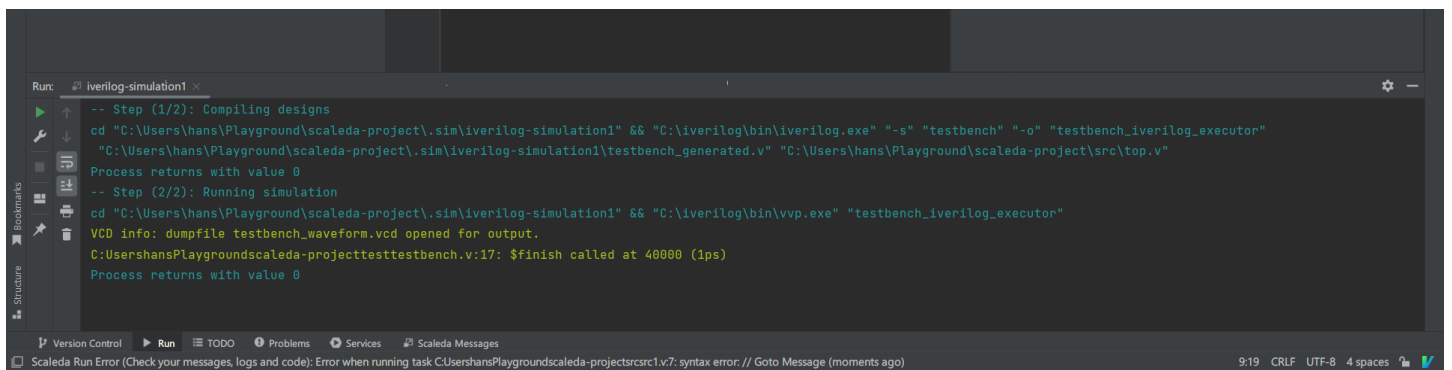 Run: iverilog-simulation1
-- Step (1/2): Compiling designs
cd "C:\Users\hans\Playground\scaleda-project\.sim\iverilog-simulation1" && "C:\iverilog\bin\iverilog.exe" "-s" "testbench" "-o" "testbench_iverilog_executor"
"C:\Users\hans\Playground\scaleda-project\.sim\iverilog-simulation1\testbench_generated.v" "C:\Users\hans\Playground\scaleda-project\src\top.v"
Process returns with value 0
-- Step (2/2): Running simulation
cd "C:\Users\hans\Playground\scaleda-project\.sim\iverilog-simulation1" && "C:\iverilog\bin\vvp.exe" "testbench_iverilog_executor"
VCD info: dumpfile testbench_waveform.vcd opened for output.
C:UsershansPlaygroundscaleda-projecttesttestbench.v:17: $finish called at 40000 (1ps)
Process returns with value 0
Bookmarks
Structure
Version Control Run TODO Problems Services Scaleda Messages
Scaleda Run Error (Check your messages, logs and code): Error when running task C:UsershansPlaygroundscaleda-projectsrcsrc1.v:7: syntax error: // Goto Message (moments ago) 9:19 CRLF UTF-8 4 spaces